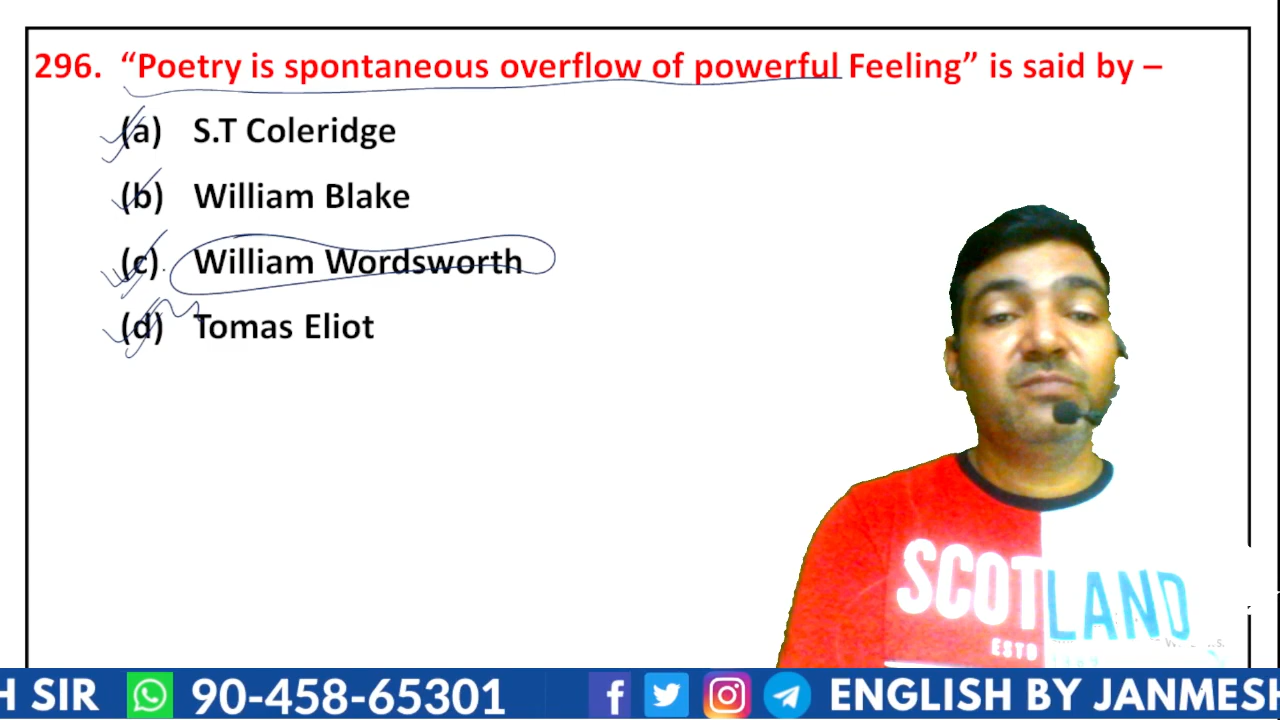 296. “Poetry is spontaneous overflow of powerful Feeling” is said by –
(a) S.T Coleridge
(b) William Blake
(c) William Wordsworth
(d) Tomas Eliot
SCOTLAND
ESTD
H SIR 90-458-65301 ENGLISH BY JANMESH